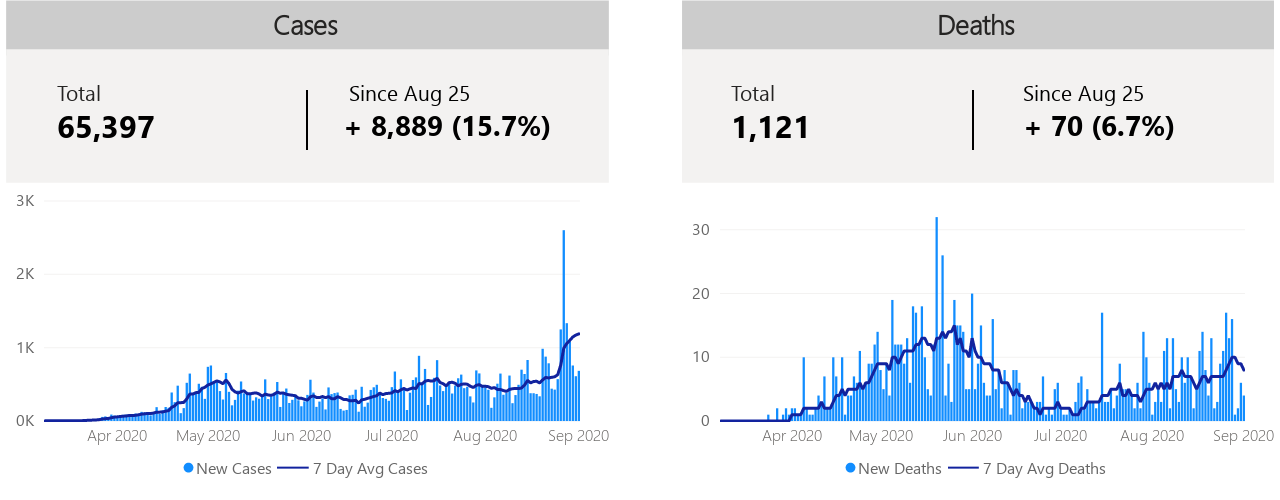 Cases
Total
65,397
Since Aug 25
+ 8,889 (15.7%)
3K
2K
1K
0K
Apr 2020 May 2020 Jun 2020 Jul 2020 Aug 2020 Sep 2020
New Cases 7 Day Avg Cases
Deaths
Total
1,121
Since Aug 25
+ 70 (6.7%)
30
20
10
0
Apr 2020 May 2020 Jun 2020 Jul 2020 Aug 2020 Sep 2020
New Deaths 7 Day Avg Deaths